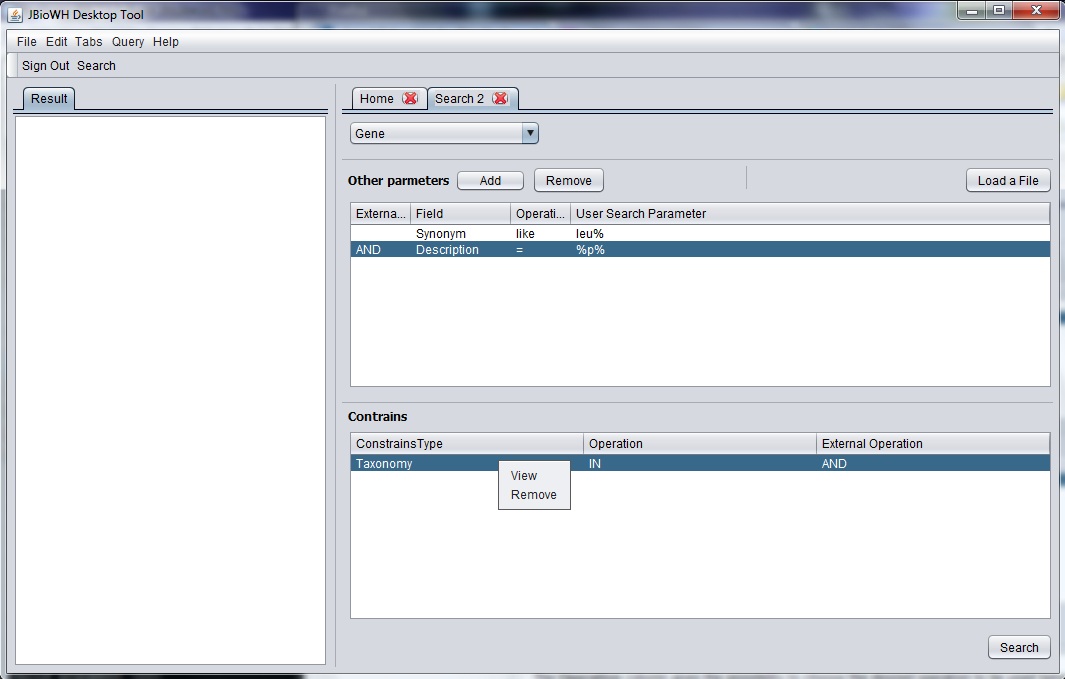 JBioWH Desktop Tool
File Edit Tabs Query Help
Sign Out Search
Result
Home Search 2
Gene
Other parmeters Add Remove Load a File
Externa... Field Operati... User Search Parameter
Synonym like leu%
AND Description = %p%
Contrains
ConstrainsType Operation External Operation
Taxonomy IN AND
View
Remove
Search